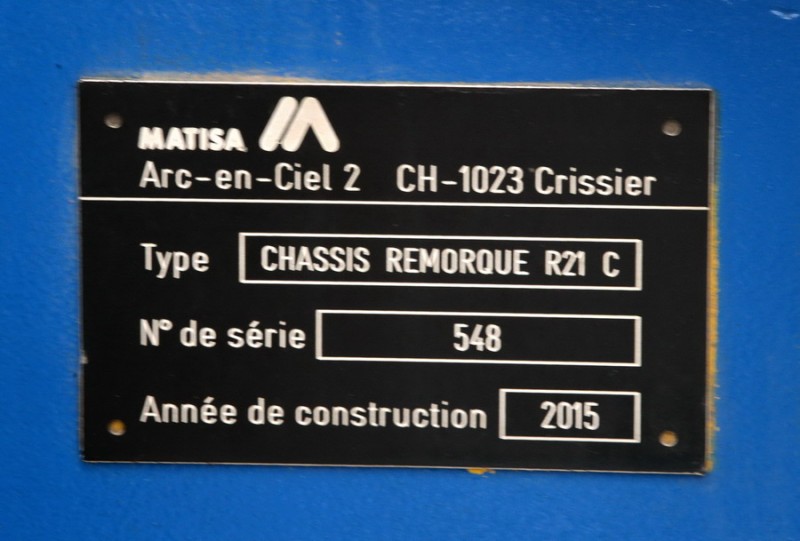 MATISA
Arc-en-Ciel 2 CH-1023 Crissier
Type CHASSIS REMORQUE R21 C
N° de série 548
Année de construction 2015